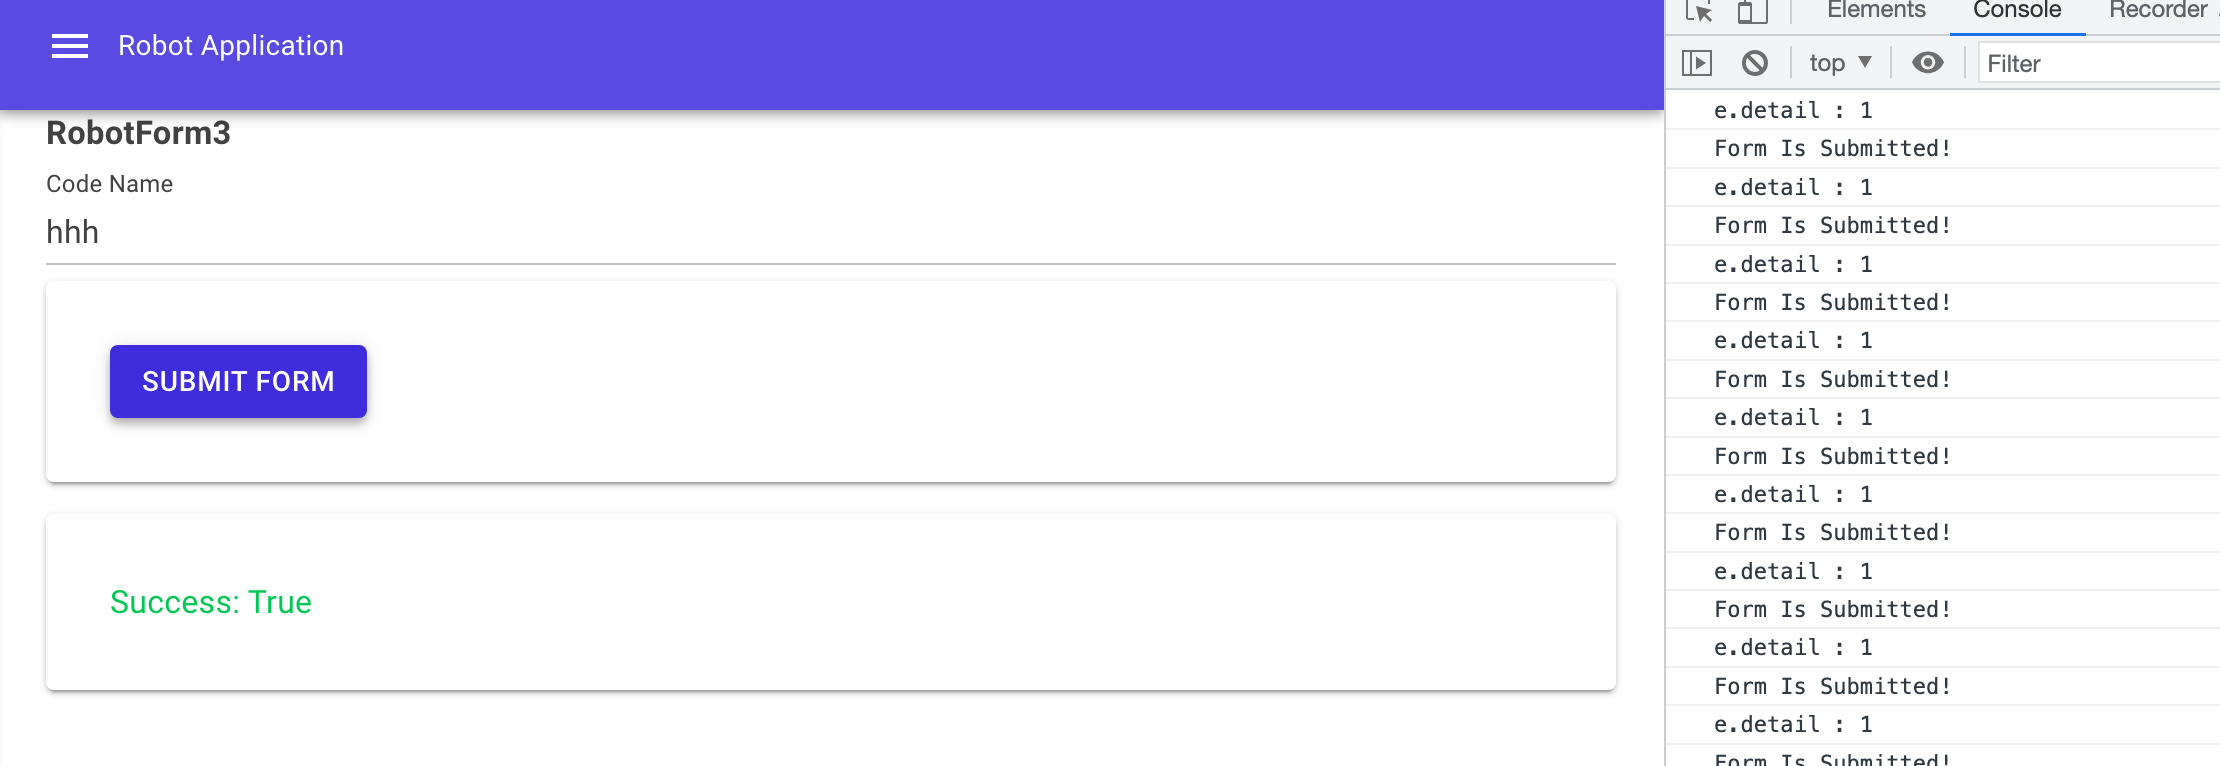 Robot Application
RobotForm3
Code Name
hhh
SUBMIT FORM
Success: True
Elements Console Recorder
top Filter
e.detail : 1
Form Is Submitted!
e.detail : 1
Form Is Submitted!
e.detail : 1
Form Is Submitted!
e.detail : 1
Form Is Submitted!
e.detail : 1
Form Is Submitted!
e.detail : 1
Form Is Submitted!
e.detail : 1
Form Is Submitted!
e.detail : 1
Form Is Submitted!
e.detail : 1
Form Is Submitted!